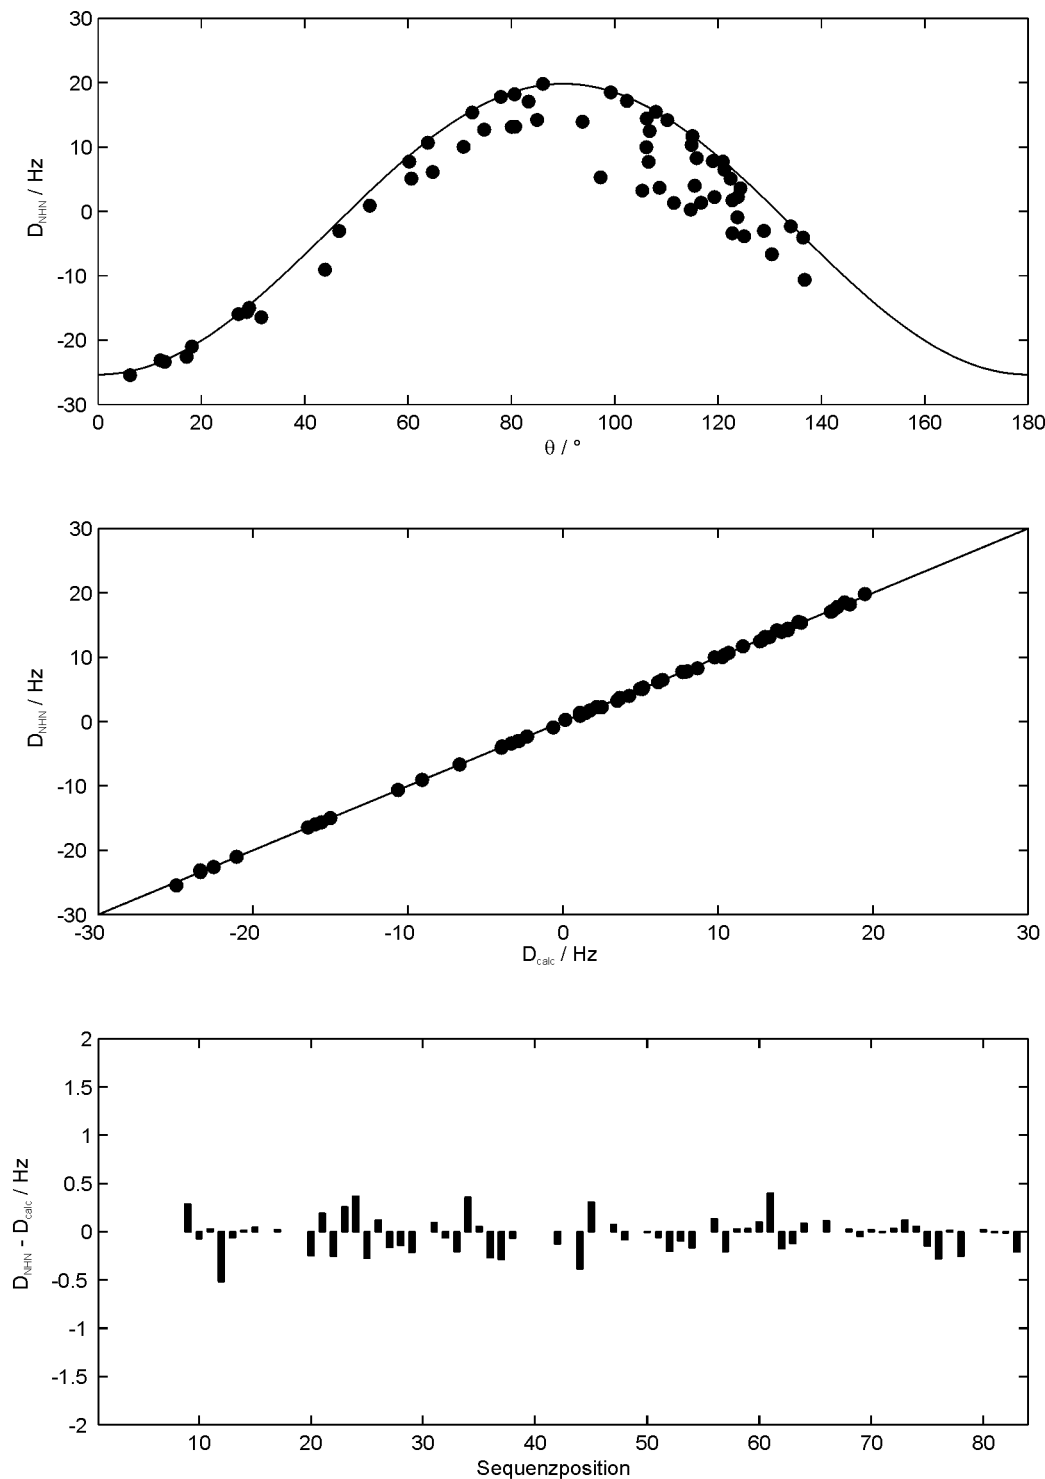 30
20
10
0
-10
-20
-30
D_NHN / Hz
0 20 40 60 80 100 120 140 160 180
θ / °
30
20
10
0
-10
-20
-30
D_NHN / Hz
-30 -20 -10 0 10 20 30
D_calc / Hz
2
1.5
1
0.5
0
-0.5
-1
-1.5
-2
D_NHN - D_calc / Hz
10 20 30 40 50 60 70 80
Sequenzposition